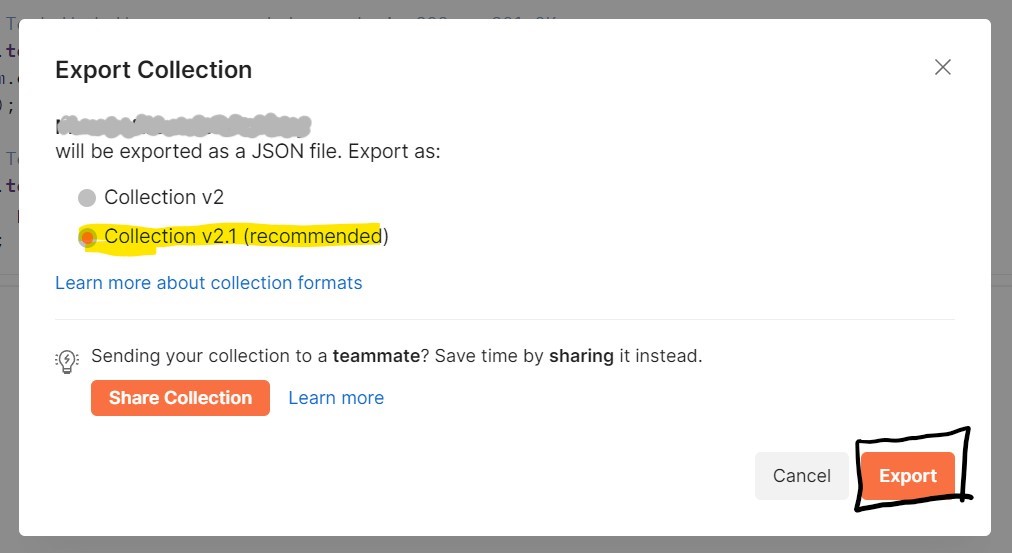 Export Collection
will be exported as a JSON file. Export as:
Collection v2
Collection v2.1 (recommended)
Learn more about collection formats
Sending your collection to a teammate? Save time by sharing it instead.
Share Collection
Learn more
Cancel
Export